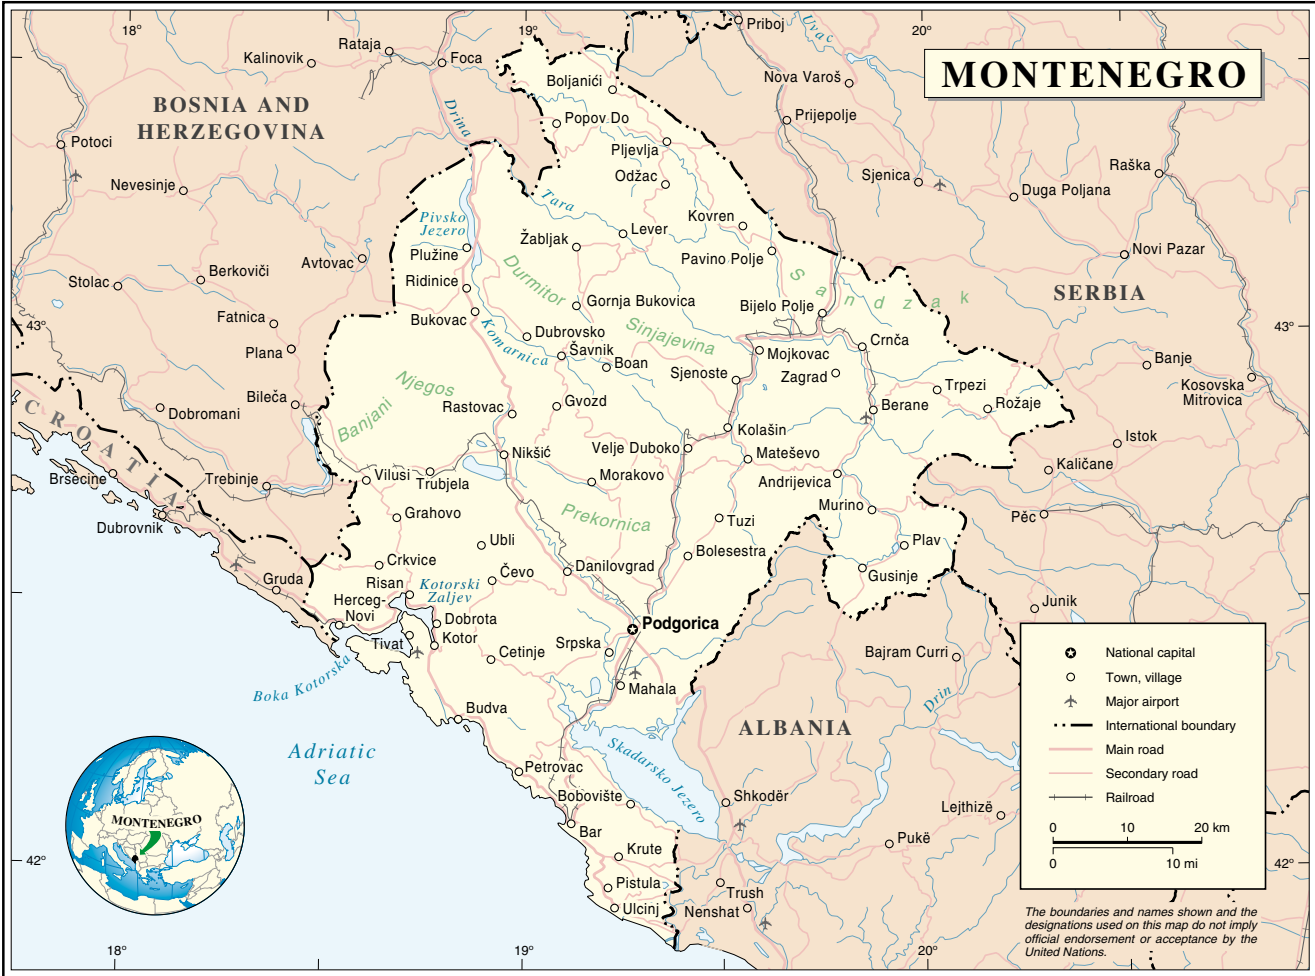 18°
19°
20°
Priboj
Uvac
Rataja
Kalinovik
Foca
Boljanići
Nova Varoš
MONTENEGRO
BOSNIA AND
HERZEGOVINA
Drina
Popov Do
Prijepolje
Potoci
Pljevlja
Raška
Nevesinje
Odžac
Sjenica
Duga Poljana
Tara
Pivsko
Jezero
Kovren
Lever
Žabljak
Plužine
Pavino Polje
Novi Pazar
Avtovac
Berkoviči
Stolac
Durmitor
Ridinice
Sandzak
SERBIA
Gornja Bukovica
Bijelo Polje
Fatnica
Bukovac
Komarnica
Sinjajevina
43°
43°
Dubrovsko
Plana
Šavnik
Boan
Mojkovac
Crnča
Sjenoste
Zagrad
Banje
Kosovska
Mitrovica
Njegos
Trpezi
Bileča
Dobromani
CROATIA
Rastovac
Gvozd
Berane
Rožaje
Banjani
Kolašin
Istok
Nikšić
Velje Duboko
Mateševo
Brsečine
Trebinje
Vilusi
Trubjela
Morakovo
Andrijevica
Kaličane
Dubrovnik
Grahovo
Prekornica
Tuzi
Murino
Pěc
Ubli
Bolesestra
Plav
Crkvice
Čevo
Danilovgrad
Gusinje
Gruda
Risan
Kotorski
Zaljev
Herceg-
Novi
Junik
Dobrota
Podgorica
Tivat
Kotor
Cetinje
Srpska
Bajram Curri
National capital
Town, village
Boka Kotorska
Mahala
Drin
Major airport
Budva
ALBANIA
International boundary
Adriatic
Sea
Skadarsko Jezero
Main road
Petrovac
Secondary road
Bobovište
Shkodër
Lejthizë
Railroad
MONTENEGRO
Bar
0 10 20 km
Pukë
0 10 mi
42°
42°
Krute
Pistula
Trush
Ulcinj
Nenshat
The boundaries and names shown and the
designations used on this map do not imply
official endorsement or acceptance by the
United Nations.
18°
19°
20°